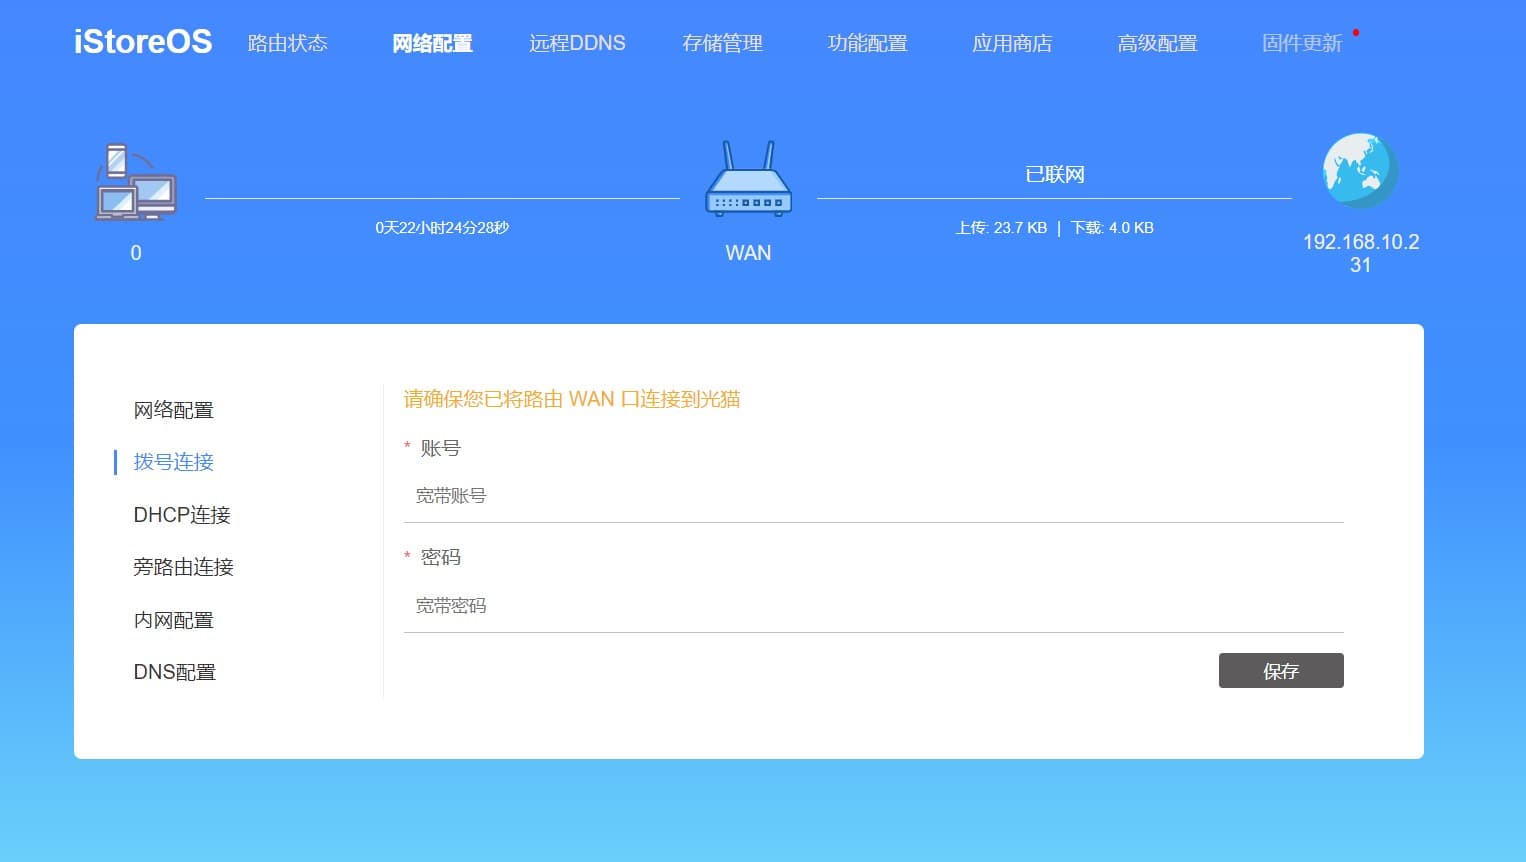 iStoreOS 路由状态 网络配置 远程DDNS 存储管理 功能配置 应用商店 高级配置 固件更新
已联网
0天22小时24分28秒
上传: 23.7 KB | 下载: 4.0 KB
0
WAN
192.168.10.2
31
网络配置
拨号连接
DHCP连接
旁路由连接
内网配置
DNS配置
请确保您已将路由 WAN 口连接到光猫
* 账号
宽带账号
* 密码
宽带密码
保存